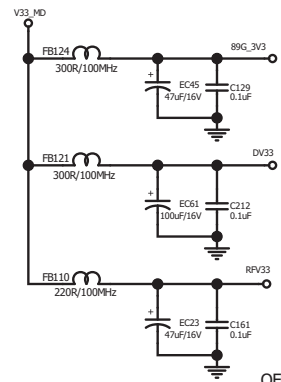 V33_MD
FB124
300R/100MHz
89G_3V3
+
EC45
47uF/16V
C129
0.1uF
FB121
300R/100MHz
DV33
+
EC61
100uF/16V
C212
0.1uF
FB110
220R/100MHz
RFV33
+
EC23
47uF/16V
C161
0.1uF